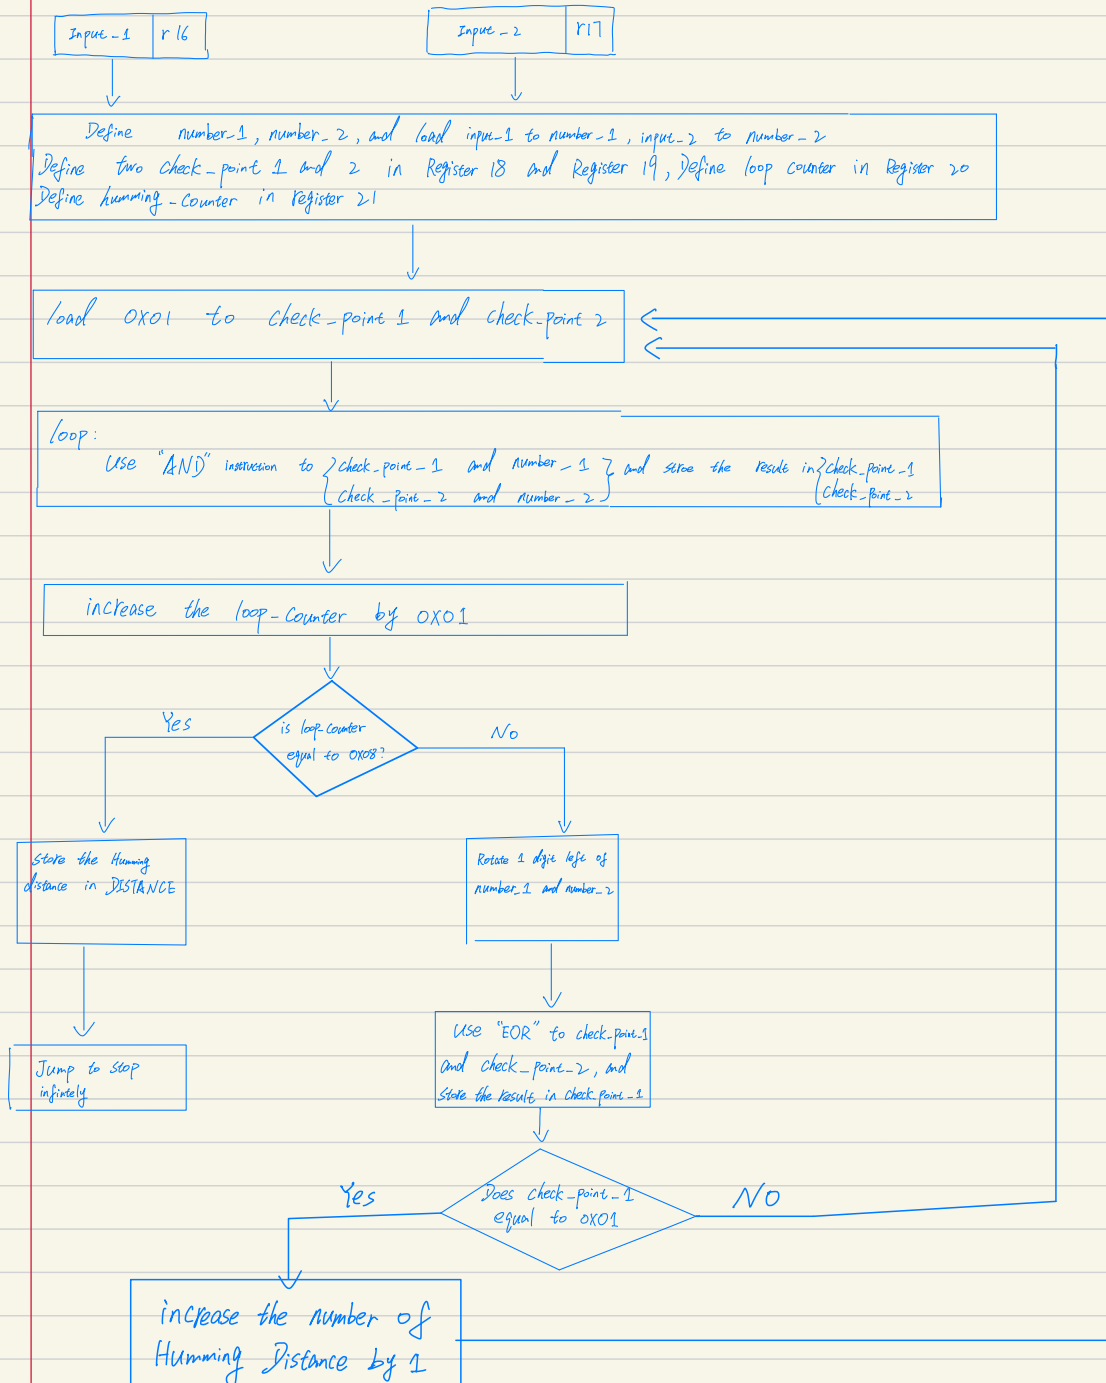 Input_1 r16
Input_2 r17
Define number_1, number_2, and load input_1 to number_1, input_2 to number_2
Define two check_point 1 and 2 in Register 18 and Register 19, Define loop counter in Register 20
Define humming_counter in register 21
load 0X01 to check_point 1 and check_point 2
loop:
Use "AND" instruction to {check_point_1 and number_1} and stroe the result in {check_point_1
check_point_2 and number_2 check_point_2
increase the loop_counter by 0X01
is loop_counter
equal to 0X08?
Yes
No
store the Humming
distance in DISTANCE
Jump to stop
infintely
Rotate 1 digit left of
number_1 and number_2
Use "EOR" to check_point_1
and check_point_2, and
store the result in check_point_1
Does check_point_1
equal to 0X01
Yes
NO
increase the number of
Humming Distance by 1